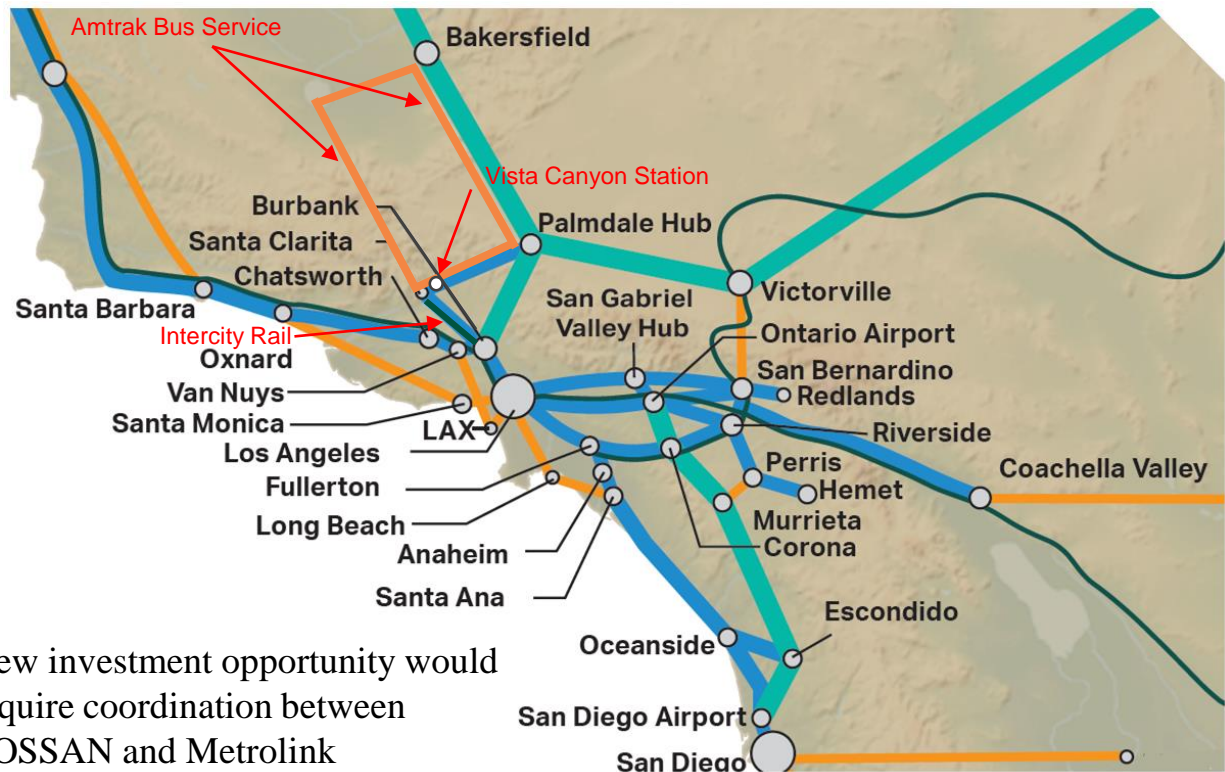 Amtrak Bus Service
Bakersfield
Vista Canyon Station
Burbank
Palmdale Hub
Santa Clarita
Chatsworth
San Gabriel
Valley Hub
Victorville
Santa Barbara
Intercity Rail
Ontario Airport
Oxnard
San Bernardino
Van Nuys
Redlands
Santa Monica
LAX
Riverside
Los Angeles
Perris
Coachella Valley
Fullerton
Hemet
Long Beach
Murrieta
Anaheim
Corona
Santa Ana
Escondido
Oceanside
ew investment opportunity would
quire coordination between
OSSAN and Metrolink
San Diego Airport
San Diego